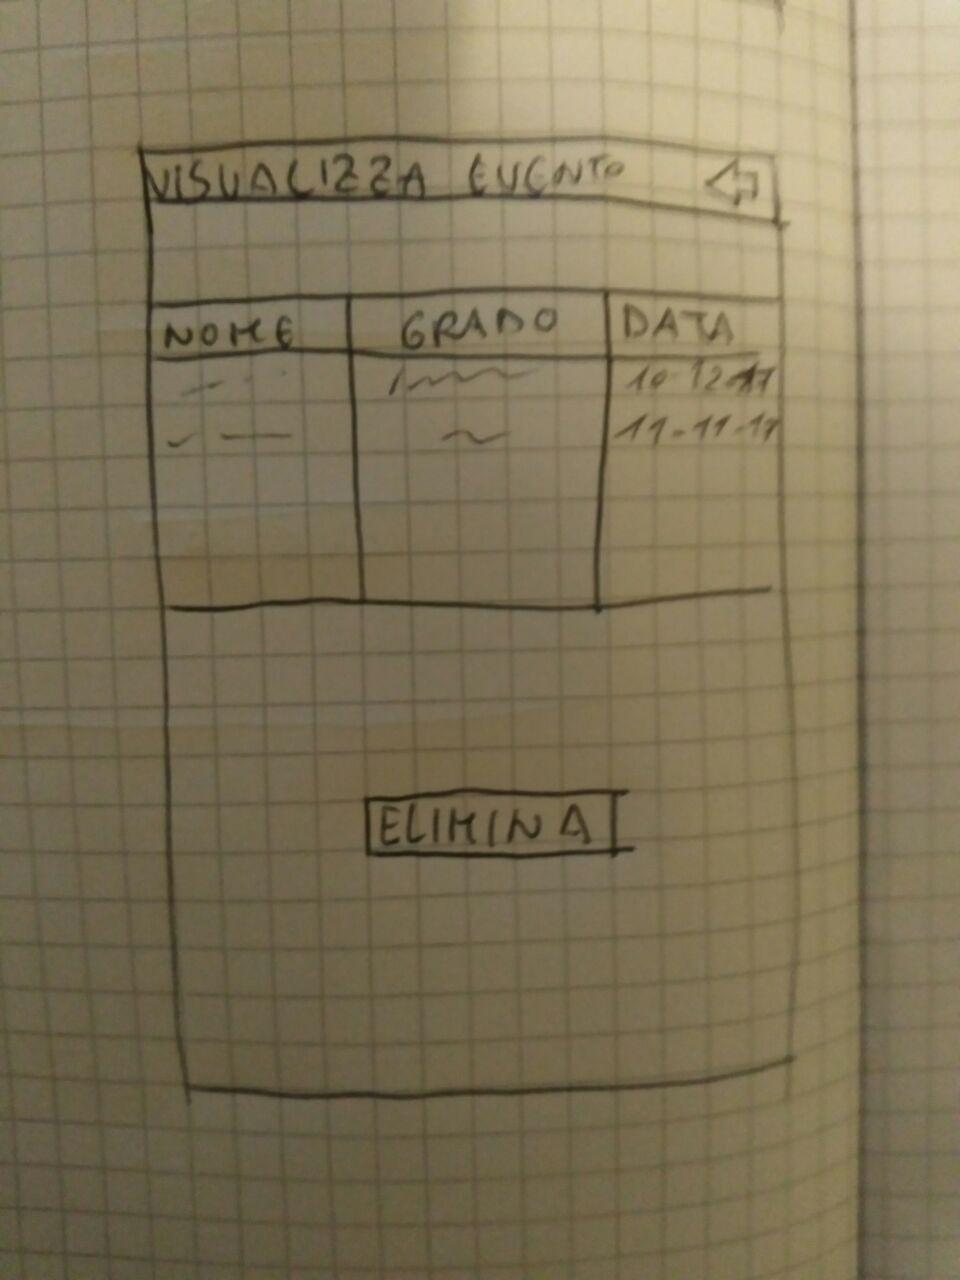 VISUALIZZA EVENTO
NOME GRADO DATA
10-12-17
11-11-17
ELIMINA